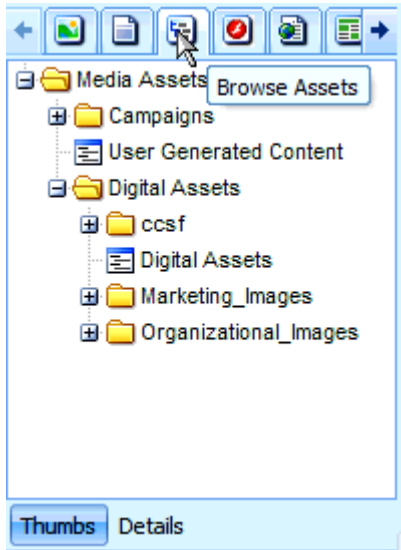 Media Assets
Browse Assets
Campaigns
User Generated Content
Digital Assets
ccsf
Digital Assets
Marketing_Images
Organizational_Images
Thumbs Details